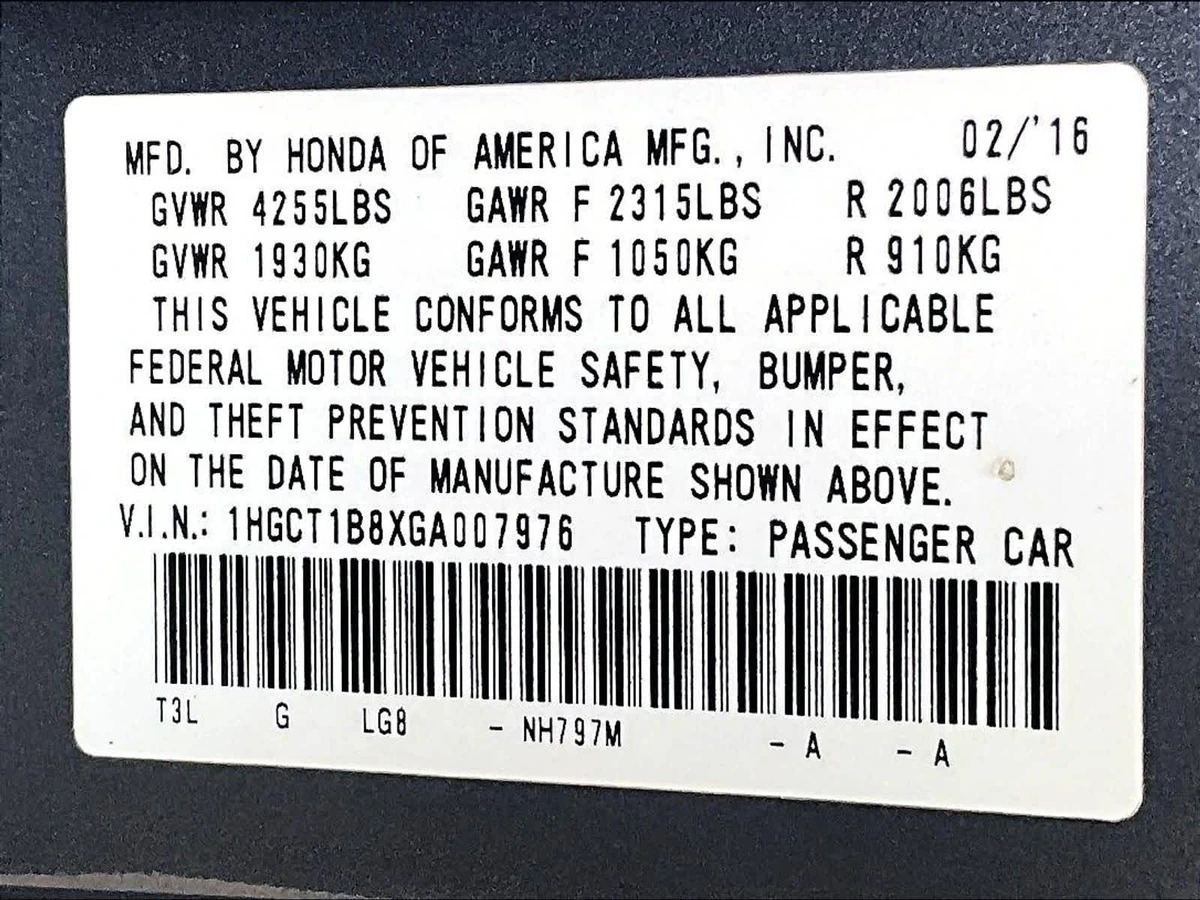 MFD. BY HONDA OF AMERICA MFG., INC. 02/'16
GVWR 4255LBS GAWR F 2315LBS R 2006LBS
GVWR 1930KG GAWR F 1050KG R 910KG
THIS VEHICLE CONFORMS TO ALL APPLICABLE
FEDERAL MOTOR VEHICLE SAFETY, BUMPER,
AND THEFT PREVENTION STANDARDS IN EFFECT
ON THE DATE OF MANUFACTURE SHOWN ABOVE.
V.I.N.: 1HGCT1B8XGA007976 TYPE: PASSENGER CAR
T3L G LG8 - NH797M - A - A